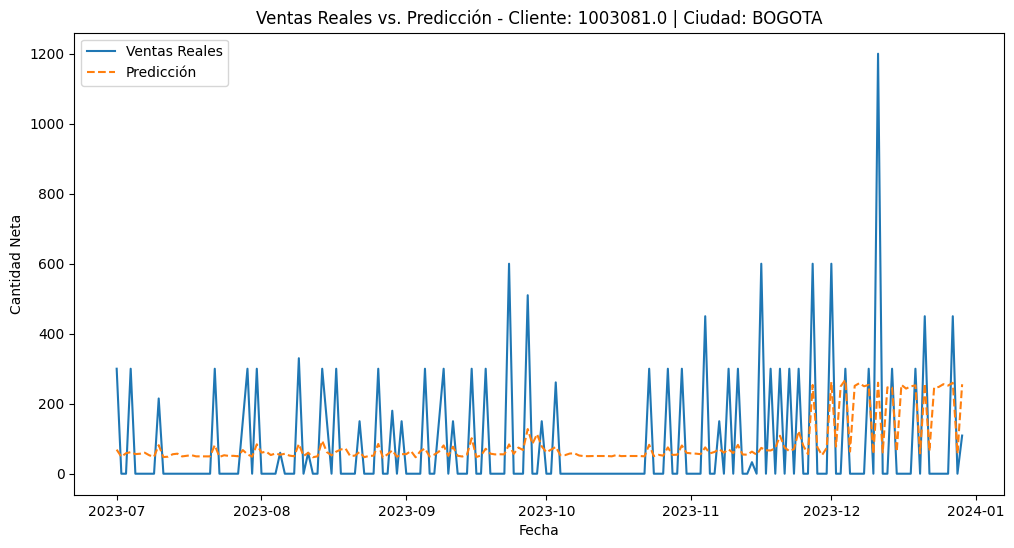 Ventas Reales vs. Predicción - Cliente: 1003081.0 | Ciudad: BOGOTA
Ventas Reales
Predicción
1200
1000
800
600
400
200
0
Cantidad Neta
2023-07
2023-08
2023-09
2023-10
2023-11
2023-12
2024-01
Fecha